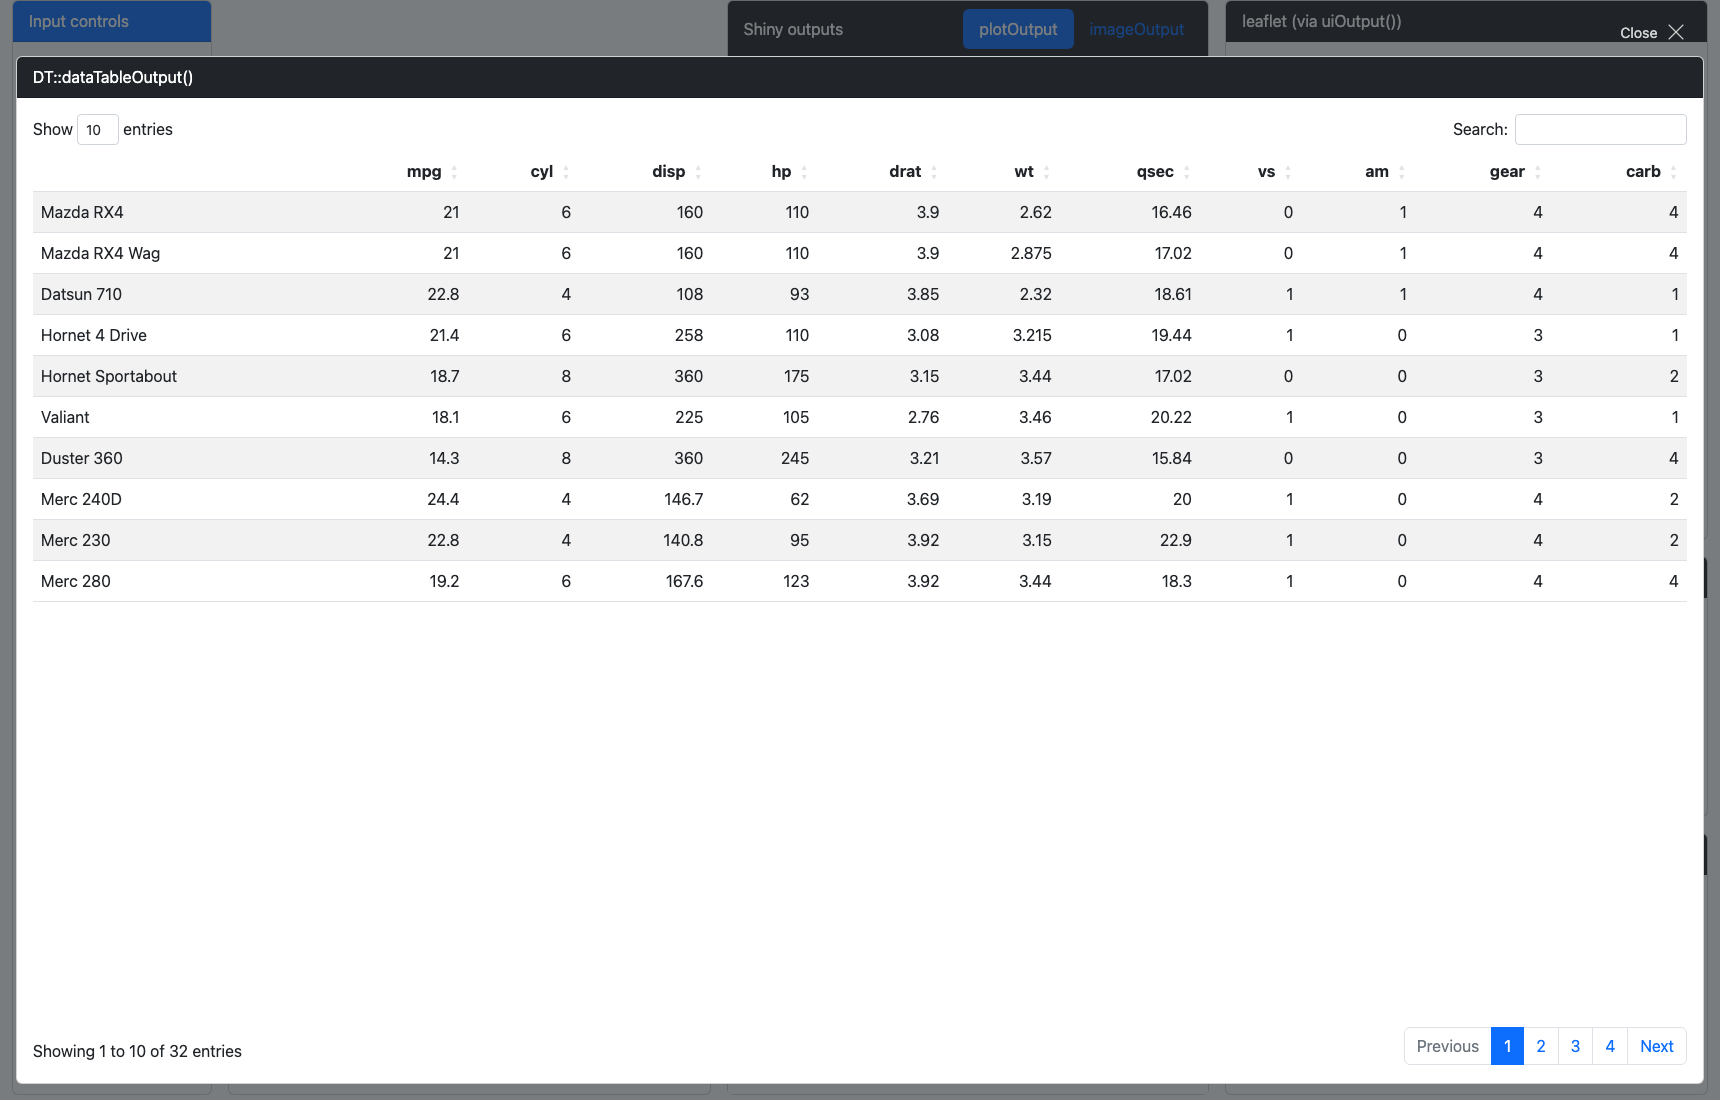 Input controls
Shiny outputs plotOutput imageOutput
leaflet (via uiOutput())
Close
DT::dataTableOutput()
Show 10 entries
Search:
mpg cyl disp hp drat wt qsec vs am gear carb
Mazda RX4 21 6 160 110 3.9 2.62 16.46 0 1 4 4
Mazda RX4 Wag 21 6 160 110 3.9 2.875 17.02 0 1 4 4
Datsun 710 22.8 4 108 93 3.85 2.32 18.61 1 1 4 1
Hornet 4 Drive 21.4 6 258 110 3.08 3.215 19.44 1 0 3 1
Hornet Sportabout 18.7 8 360 175 3.15 3.44 17.02 0 0 3 2
Valiant 18.1 6 225 105 2.76 3.46 20.22 1 0 3 1
Duster 360 14.3 8 360 245 3.21 3.57 15.84 0 0 3 4
Merc 240D 24.4 4 146.7 62 3.69 3.19 20 1 0 4 2
Merc 230 22.8 4 140.8 95 3.92 3.15 22.9 1 0 4 2
Merc 280 19.2 6 167.6 123 3.92 3.44 18.3 1 0 4 4
Showing 1 to 10 of 32 entries
Previous 1 2 3 4 Next